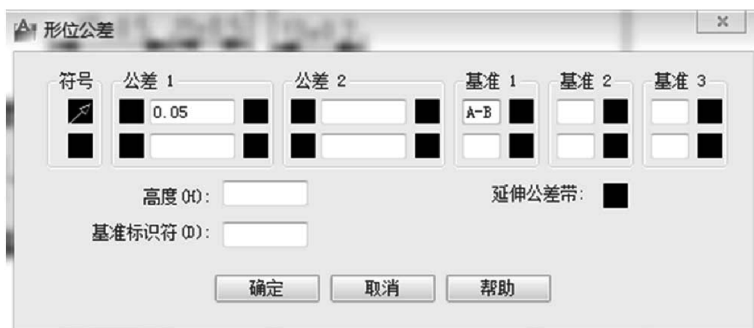 形位公差
符号 公差 1 公差 2 基准 1 基准 2 基准 3
0.05 A-B
高度(H): 延伸公差带:
基准标识符(D):
确定 取消 帮助